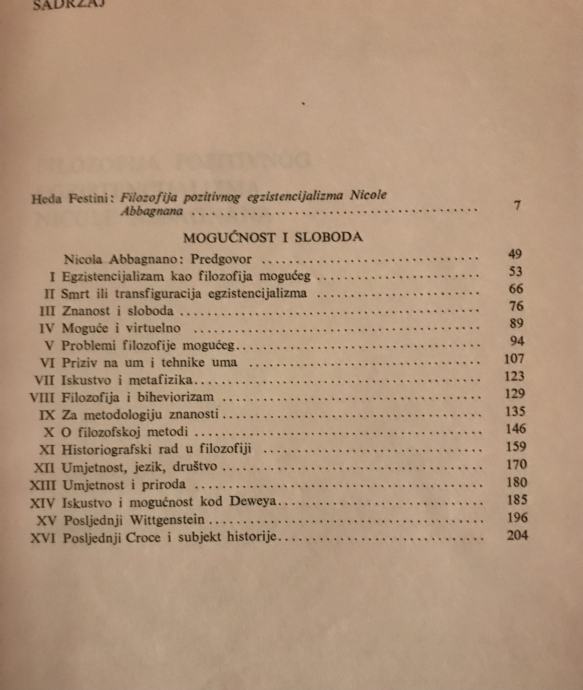 SADRŽAJ
Heda Festini: Filozofija pozitivnog egzistencijalizma Nicole
Abbagnana ........................................ 7
MOGUĆNOST I SLOBODA
Nicola Abbagnano: Predgovor ........................ 49
I Egzistencijalizam kao filozofija mogućeg ........................ 53
II Smrt ili transfiguracija egzistencijalizma ........................ 66
III Znanost i sloboda ........................................ 76
IV Moguće i virtuelno ........................................ 89
V Problemi filozofije mogućeg ........................ 94
VI Priziv na um i tehnike uma ........................ 107
VII Iskustvo i metafizika ........................................ 123
VIII Filozofija i biheviorizam ........................ 129
IX Za metodologiju znanosti ........................ 135
X O filozofskoj metodi ........................................ 146
XI Historiografski rad u filozofiji ........................ 159
XII Umjetnost, jezik, društvo ........................ 170
XIII Umjetnost i priroda ........................................ 180
XIV Iskustvo i mogućnost kod Deweya ........................ 185
XV Posljednji Wittgenstein ........................ 196
XVI Posljednji Croce i subjekt historije ........................ 204